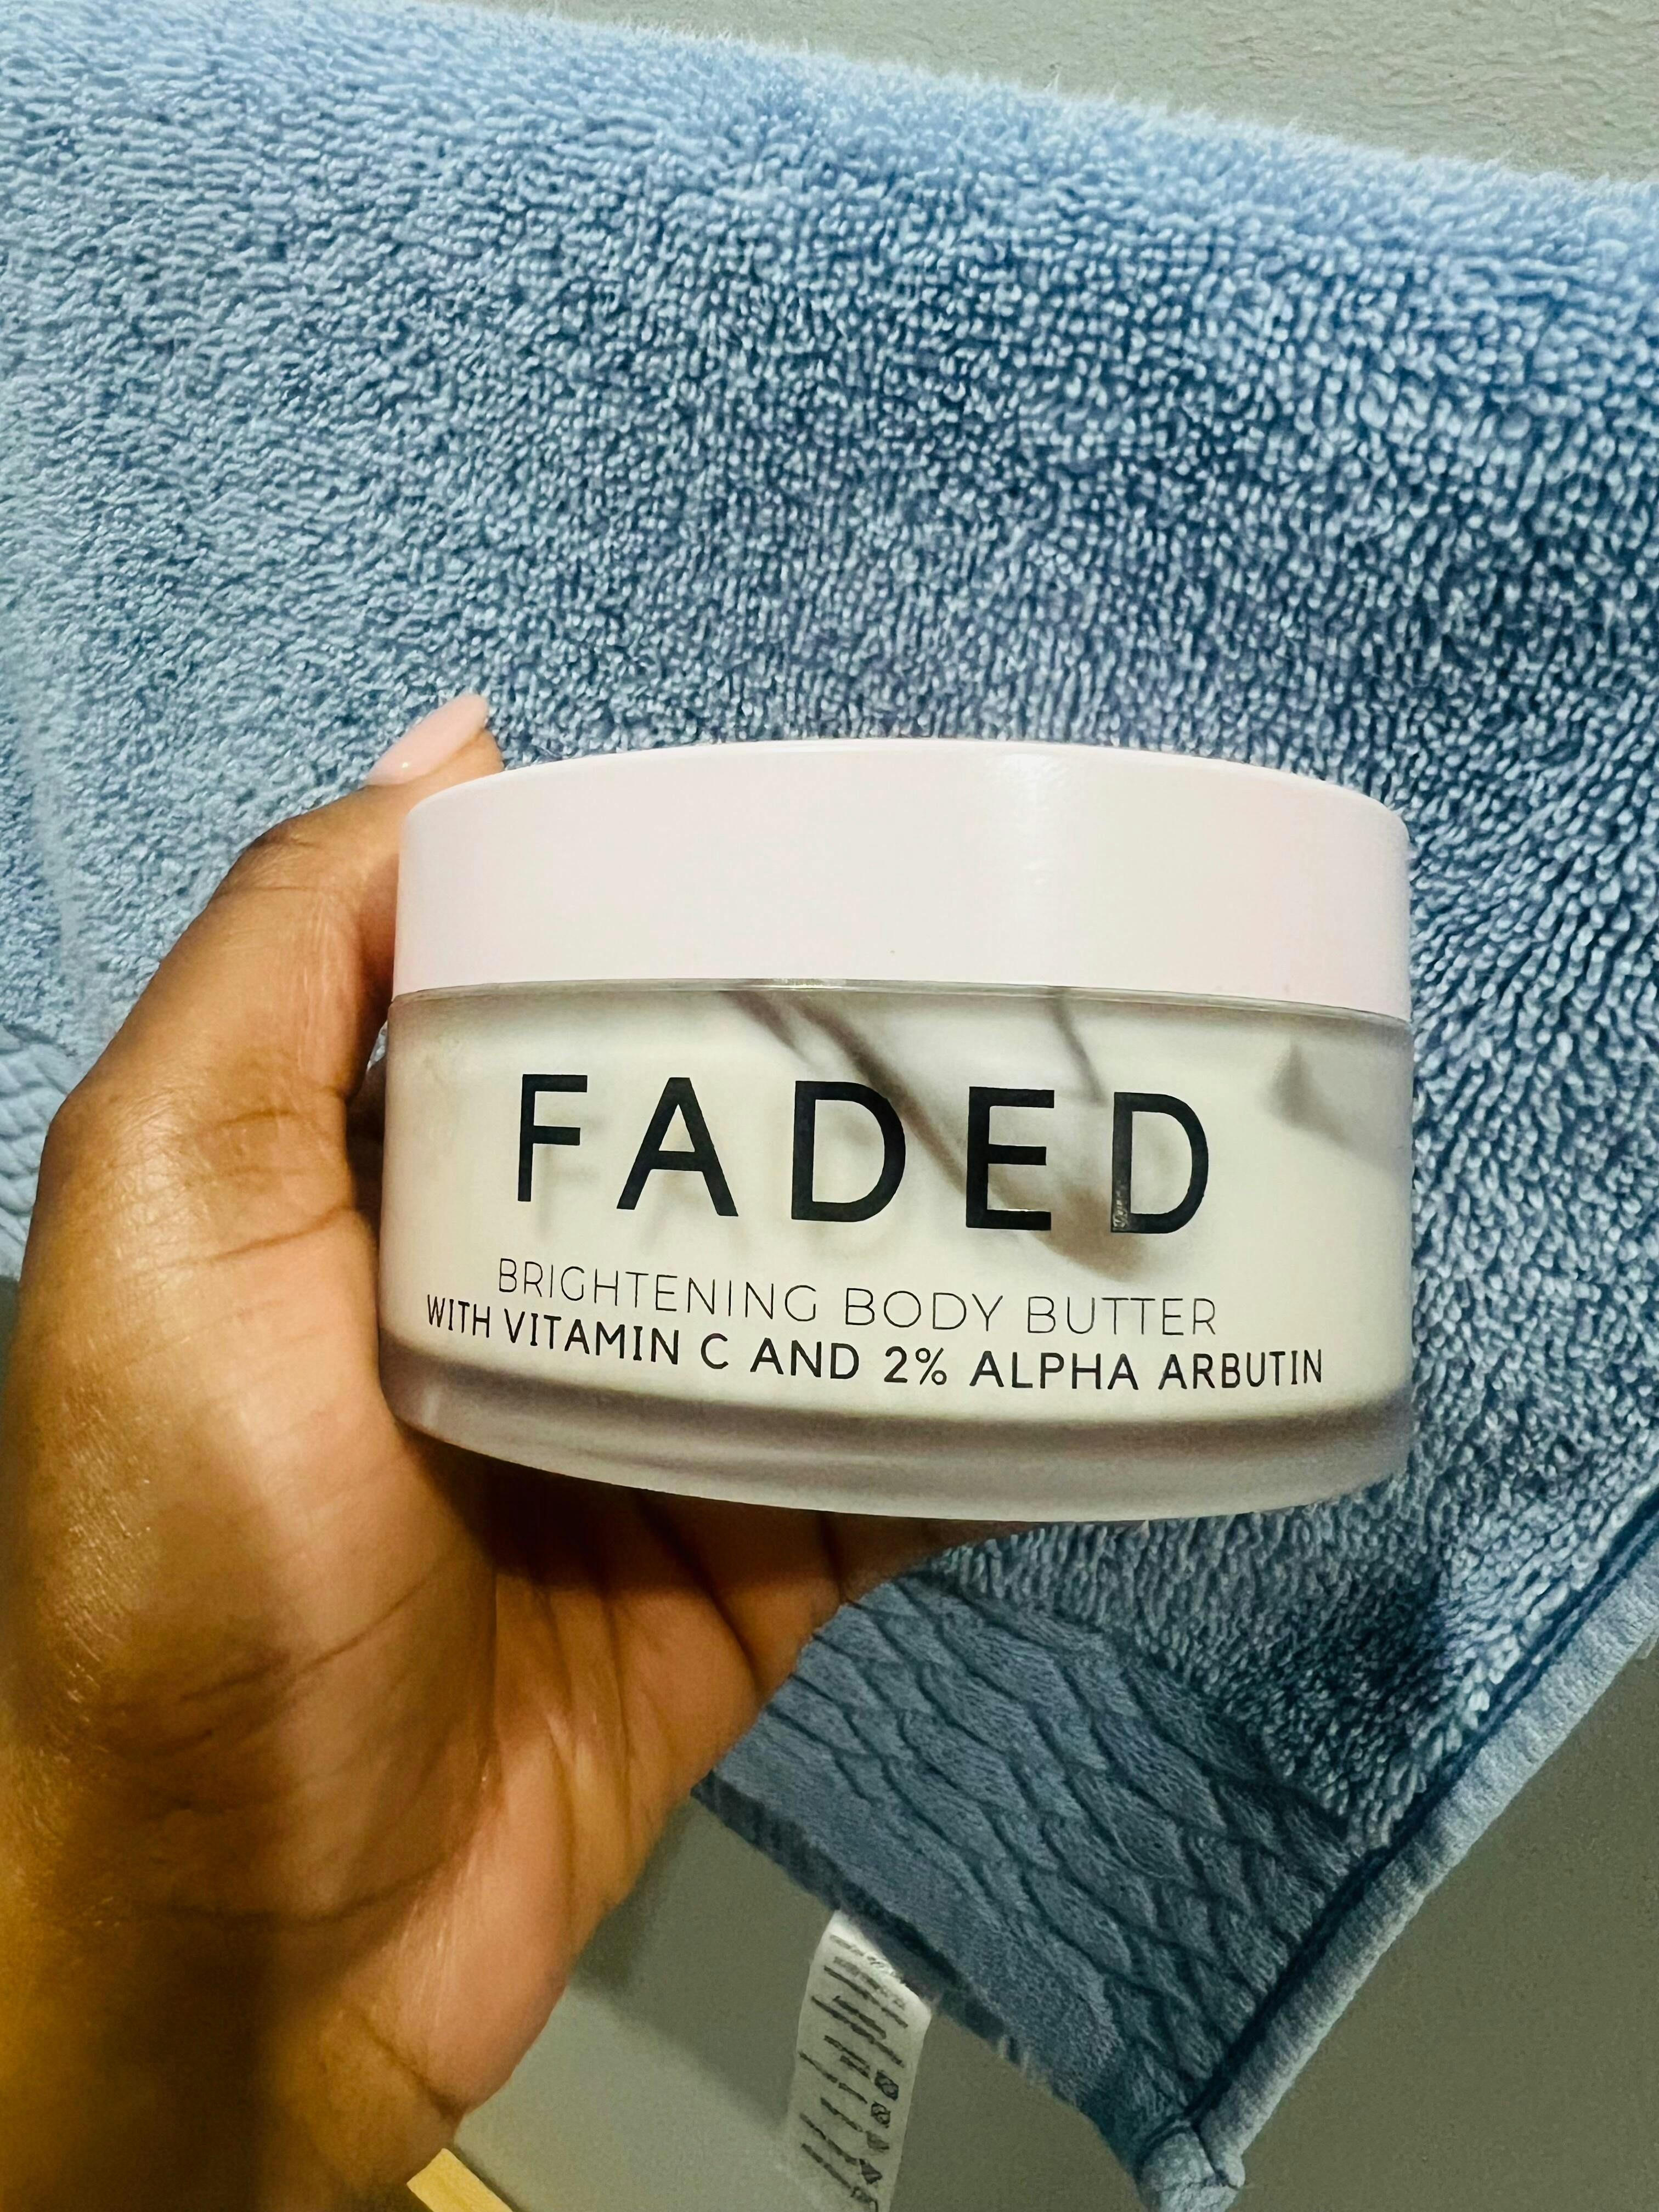 FADED
BRIGHTENING BODY BUTTER
WITH VITAMIN C AND 2% ALPHA ARBUTIN